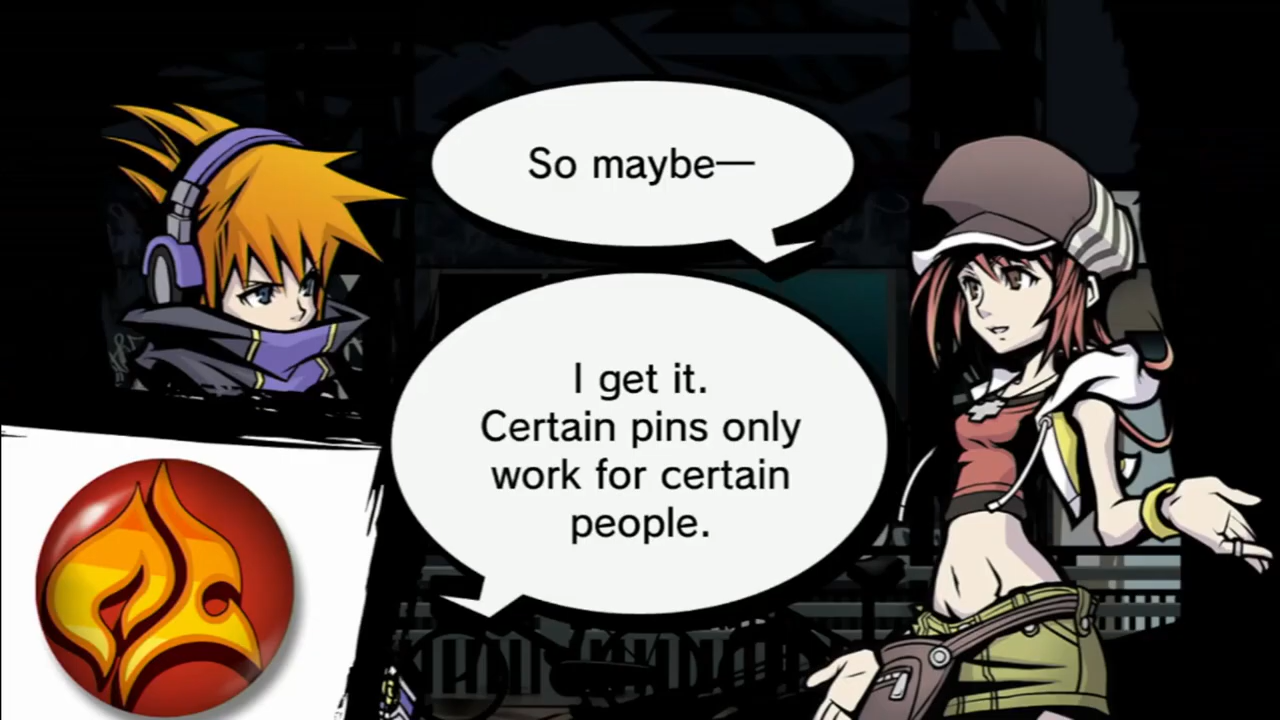 So maybe—
I get it.
Certain pins only
work for certain
people.